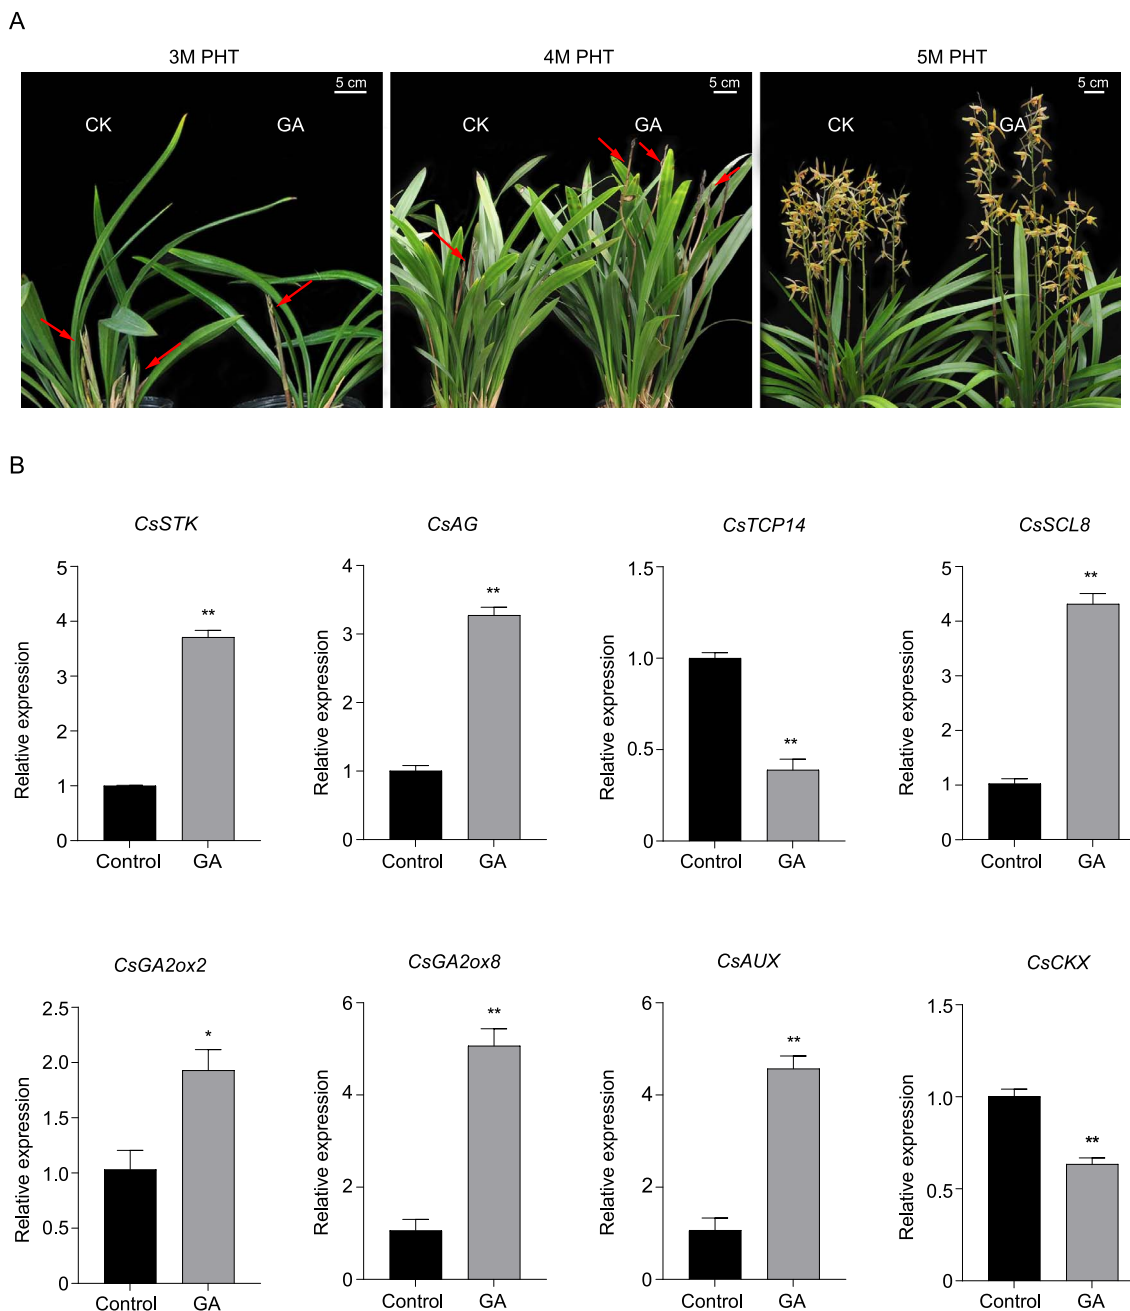 A
3M PHT 4M PHT 5M PHT
5 cm 5 cm 5 cm
CK GA CK GA CK GA
B
CsSTK CsAG CsTCP14 CsSCL8
Relative expression
5
4
3
2
1
0
**
Control GA
Relative expression
4
3
2
1
0
**
Control GA
Relative expression
1.5
1.0
0.5
0
**
Control GA
Relative expression
5
4
3
2
1
0
**
Control GA
CsGA2ox2 CsGA2ox8 CsAUX CsCKX
Relative expression
2.5
2.0
1.5
1.0
0.5
0
*
Control GA
Relative expression
6
4
2
0
**
Control GA
Relative expression
6
4
2
0
**
Control GA
Relative expression
1.5
1.0
0.5
0
**
Control GA